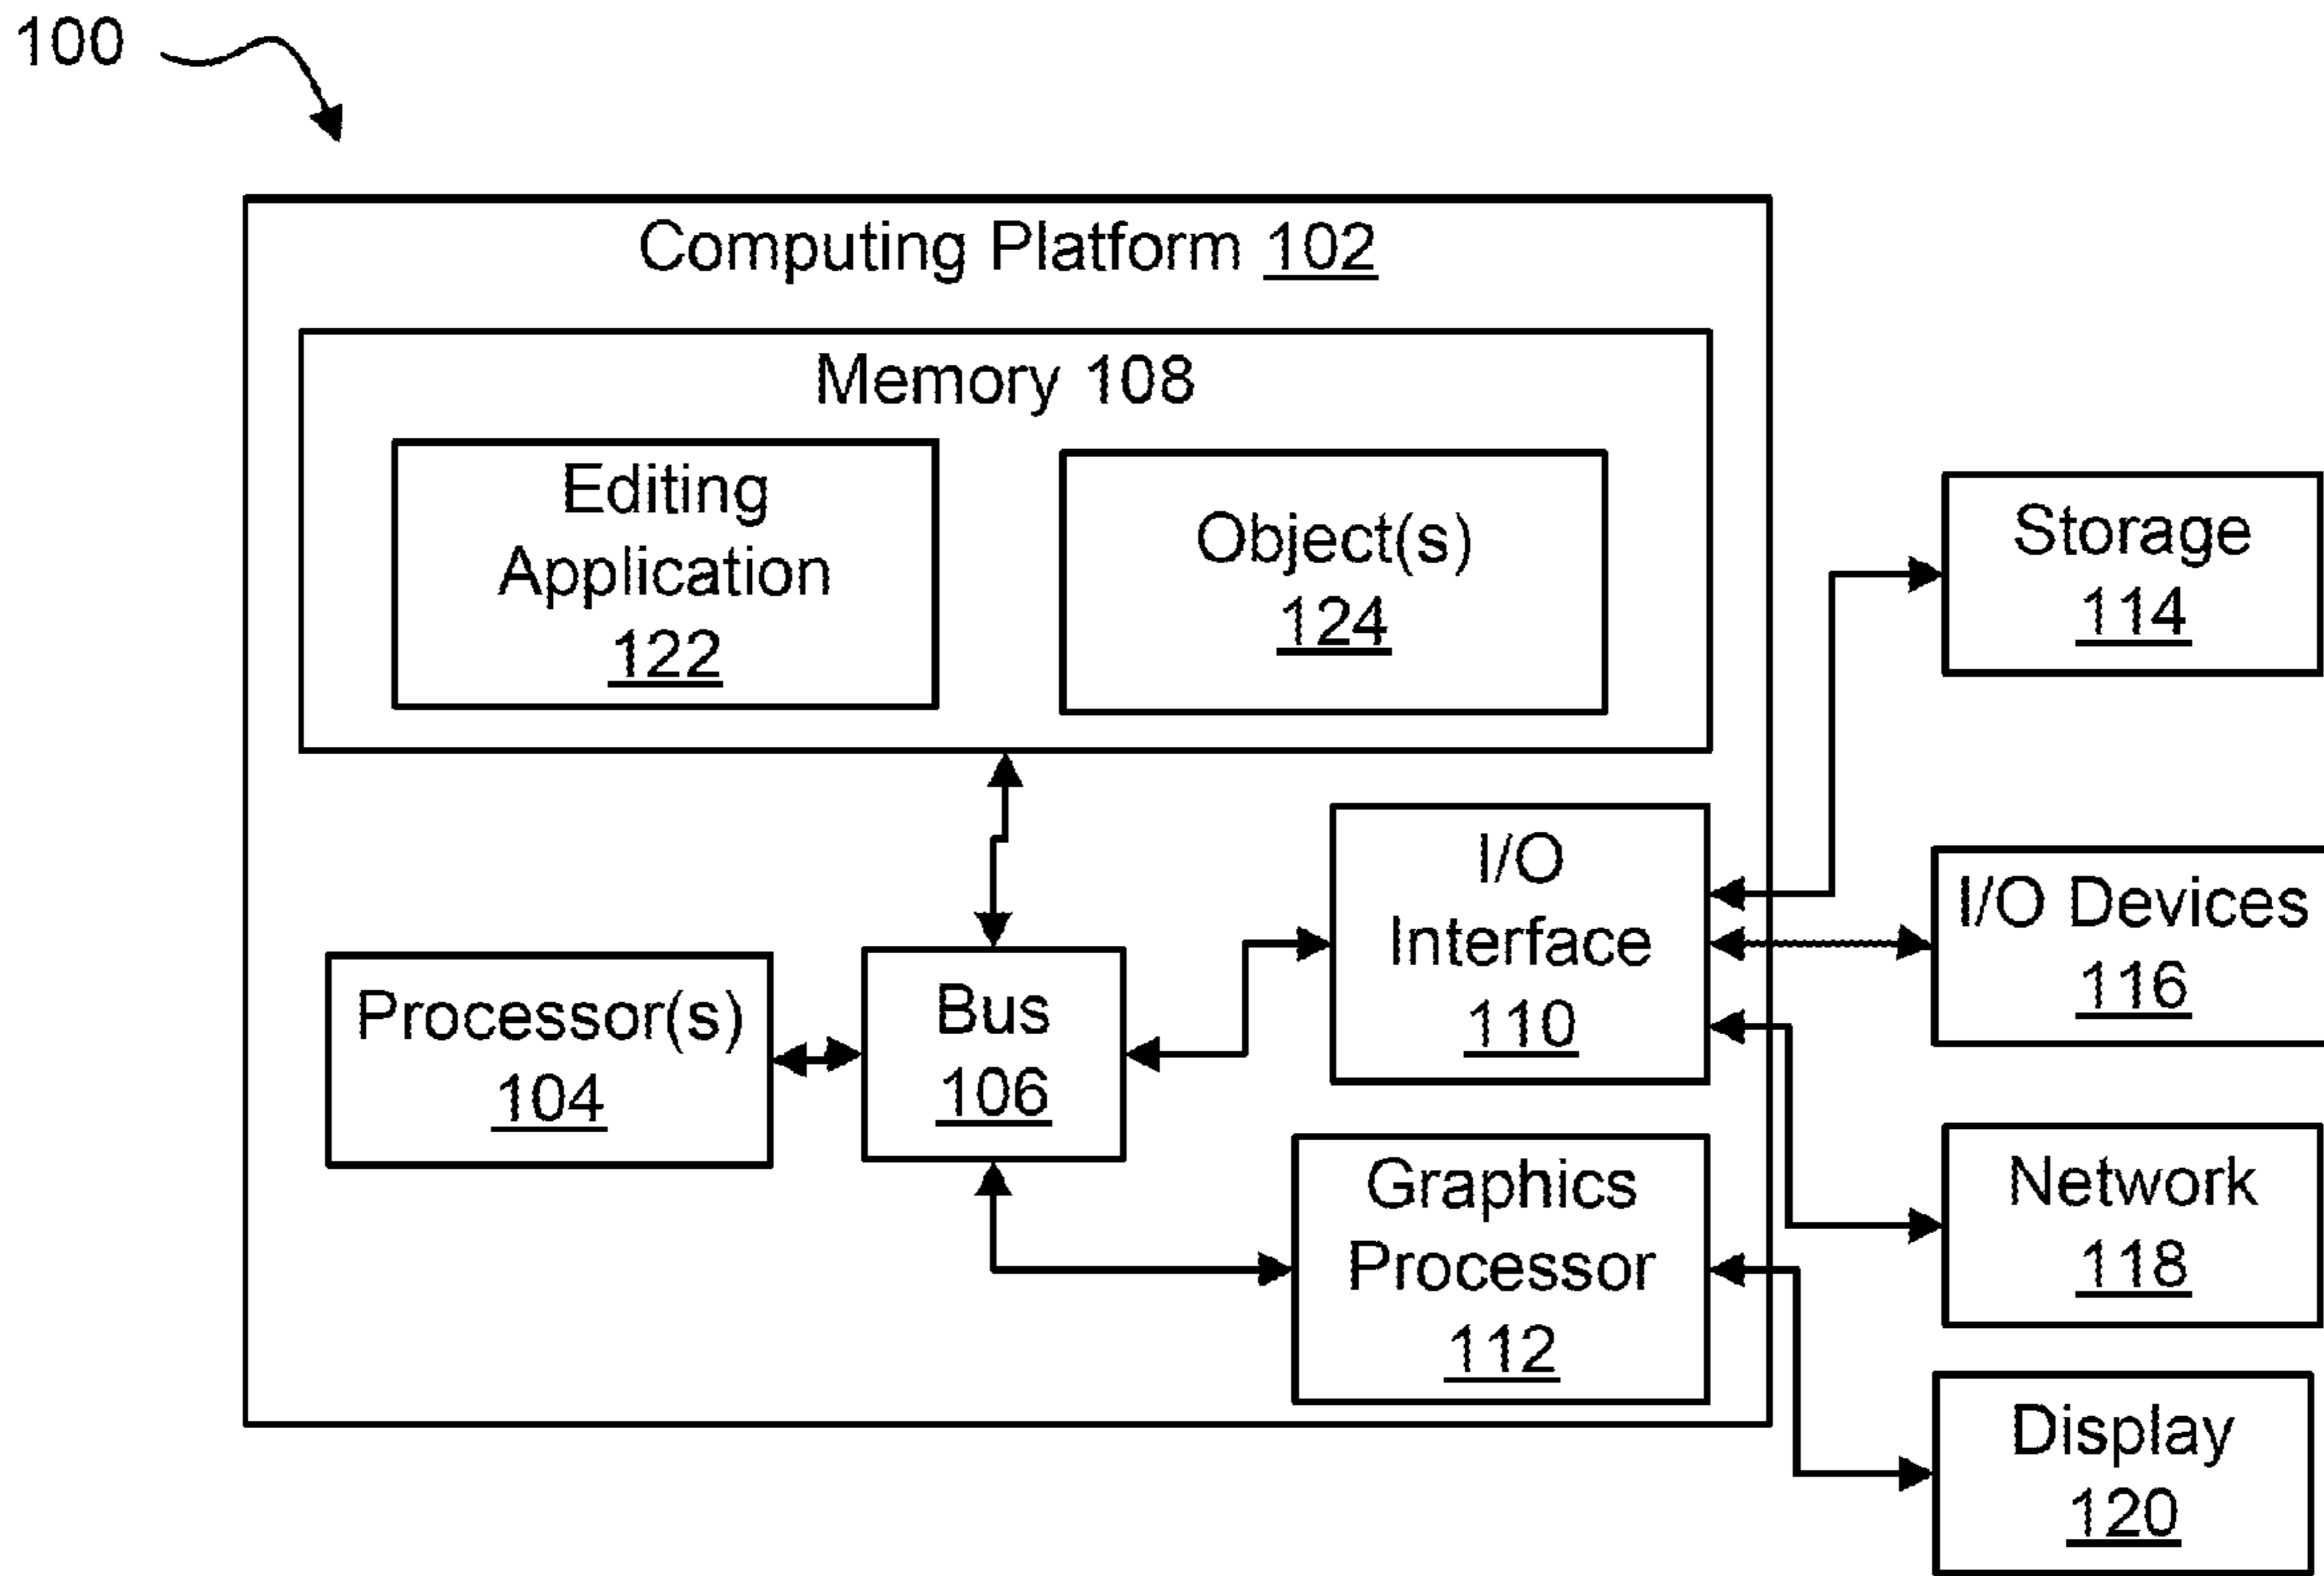 100
Computing Platform 102
Memory 108
Editing
Application
122
Object(s)
124
Storage
114
I/O
Interface
110
I/O Devices
116
Processor(s)
104
Bus
106
Graphics
Processor
112
Network
118
Display
120